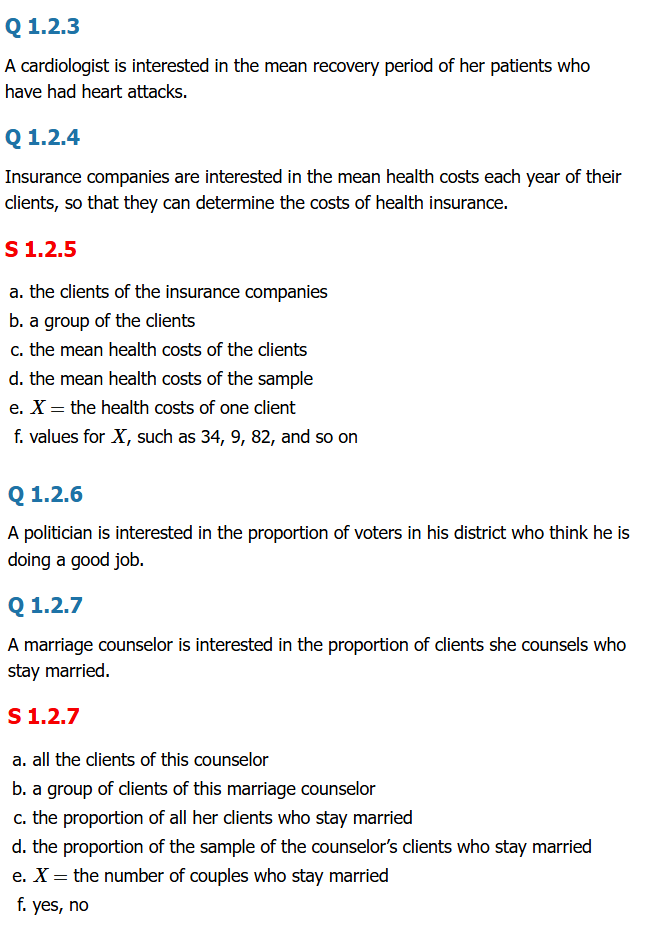 Q 1.2.3
A cardiologist is interested in the mean recovery period of her patients who
have had heart attacks.
Q 1.2.4
Insurance companies are interested in the mean health costs each year of their
clients, so that they can determine the costs of health insurance.
S 1.2.5
a. the clients of the insurance companies
b. a group of the clients
c. the mean health costs of the clients
d. the mean health costs of the sample
e. X = the health costs of one client
f. values for X, such as 34, 9, 82, and so on
Q 1.2.6
A politician is interested in the proportion of voters in his district who think he is
doing a good job.
Q 1.2.7
A marriage counselor is interested in the proportion of clients she counsels who
stay married.
S 1.2.7
a. all the clients of this counselor
b. a group of clients of this marriage counselor
c. the proportion of all her clients who stay married
d. the proportion of the sample of the counselor’s clients who stay married
e. X = the number of couples who stay married
f. yes, no